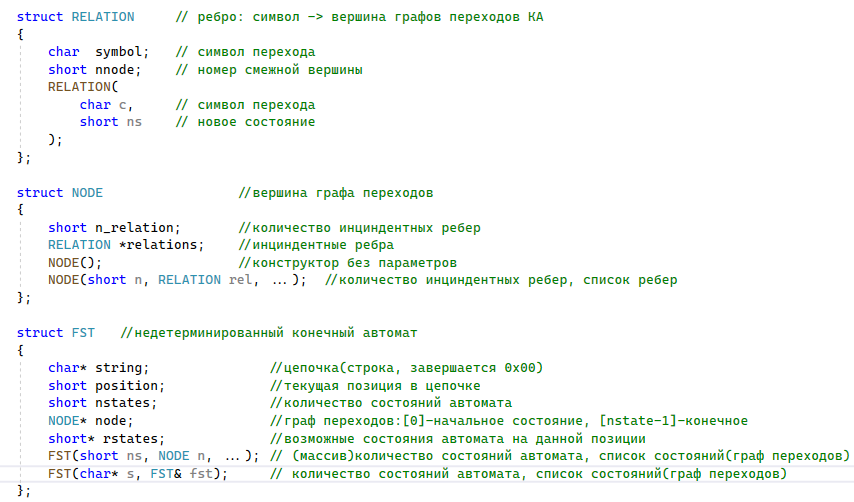 struct RELATION // ребро: символ -> вершина графов переходов КА
{
char symbol; // символ перехода
short nnode; // номер смежной вершины
RELATION(
char c, // символ перехода
short ns // новое состояние
);
};
struct NODE //вершина графа переходов
{
short n_relation; //количество инциндентных ребер
RELATION *relations; //инциндентные ребра
NODE(); //конструктор без параметров
NODE(short n, RELATION rel, ...); //количество инциндентных ребер, список ребер
};
struct FST //недетерминированный конечный автомат
{
char* string; //цепочка(строка, завершается 0x00)
short position; //текущая позиция в цепочке
short nstates; //количество состояний автомата
NODE* node; //граф переходов:[0]-начальное состояние, [nstate-1]-конечное
short* rstates; //возможные состояния автомата на данной позиции
FST(short ns, NODE n, ...); // (массив)количество состояний автомата, список состояний(граф переходов)
FST(char* s, FST& fst); // количество состояний автомата, список состояний(граф переходов)
};